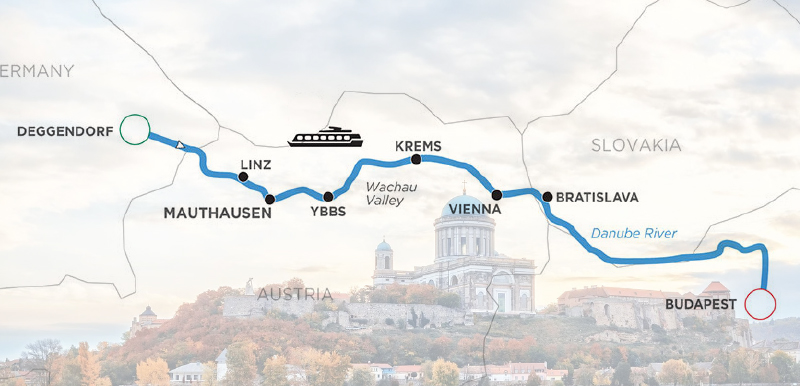 ERMANY
DEGGENDORF
LINZ
MAUTHAUSEN
YBBS
KREMS
Wachau
Valley
VIENNA
SLOVAKIA
BRATISLAVA
Danube River
AUSTRIA
BUDAPEST